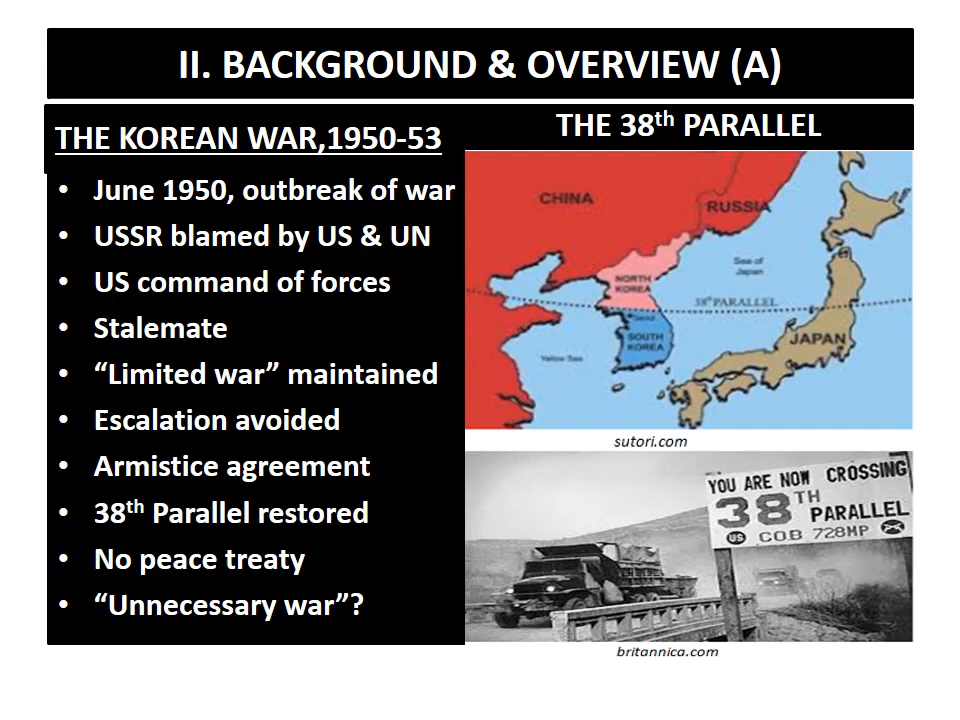 II. BACKGROUND & OVERVIEW (A)
THE KOREAN WAR,1950-53
• June 1950, outbreak of war
• USSR blamed by US & UN
• US command of forces
• Stalemate
• “Limited war” maintained
• Escalation avoided
• Armistice agreement
• 38th Parallel restored
• No peace treaty
• “Unnecessary war”?
THE 38th PARALLEL
CHINA
RUSSIA
NORTH
KOREA
Sea of
Japan
38th PARALLEL
Seoul
SOUTH
KOREA
JAPAN
Yellow Sea
sutori.com
YOU ARE NOW CROSSING
38TH
PARALLEL
US COB 728MP
britannica.com